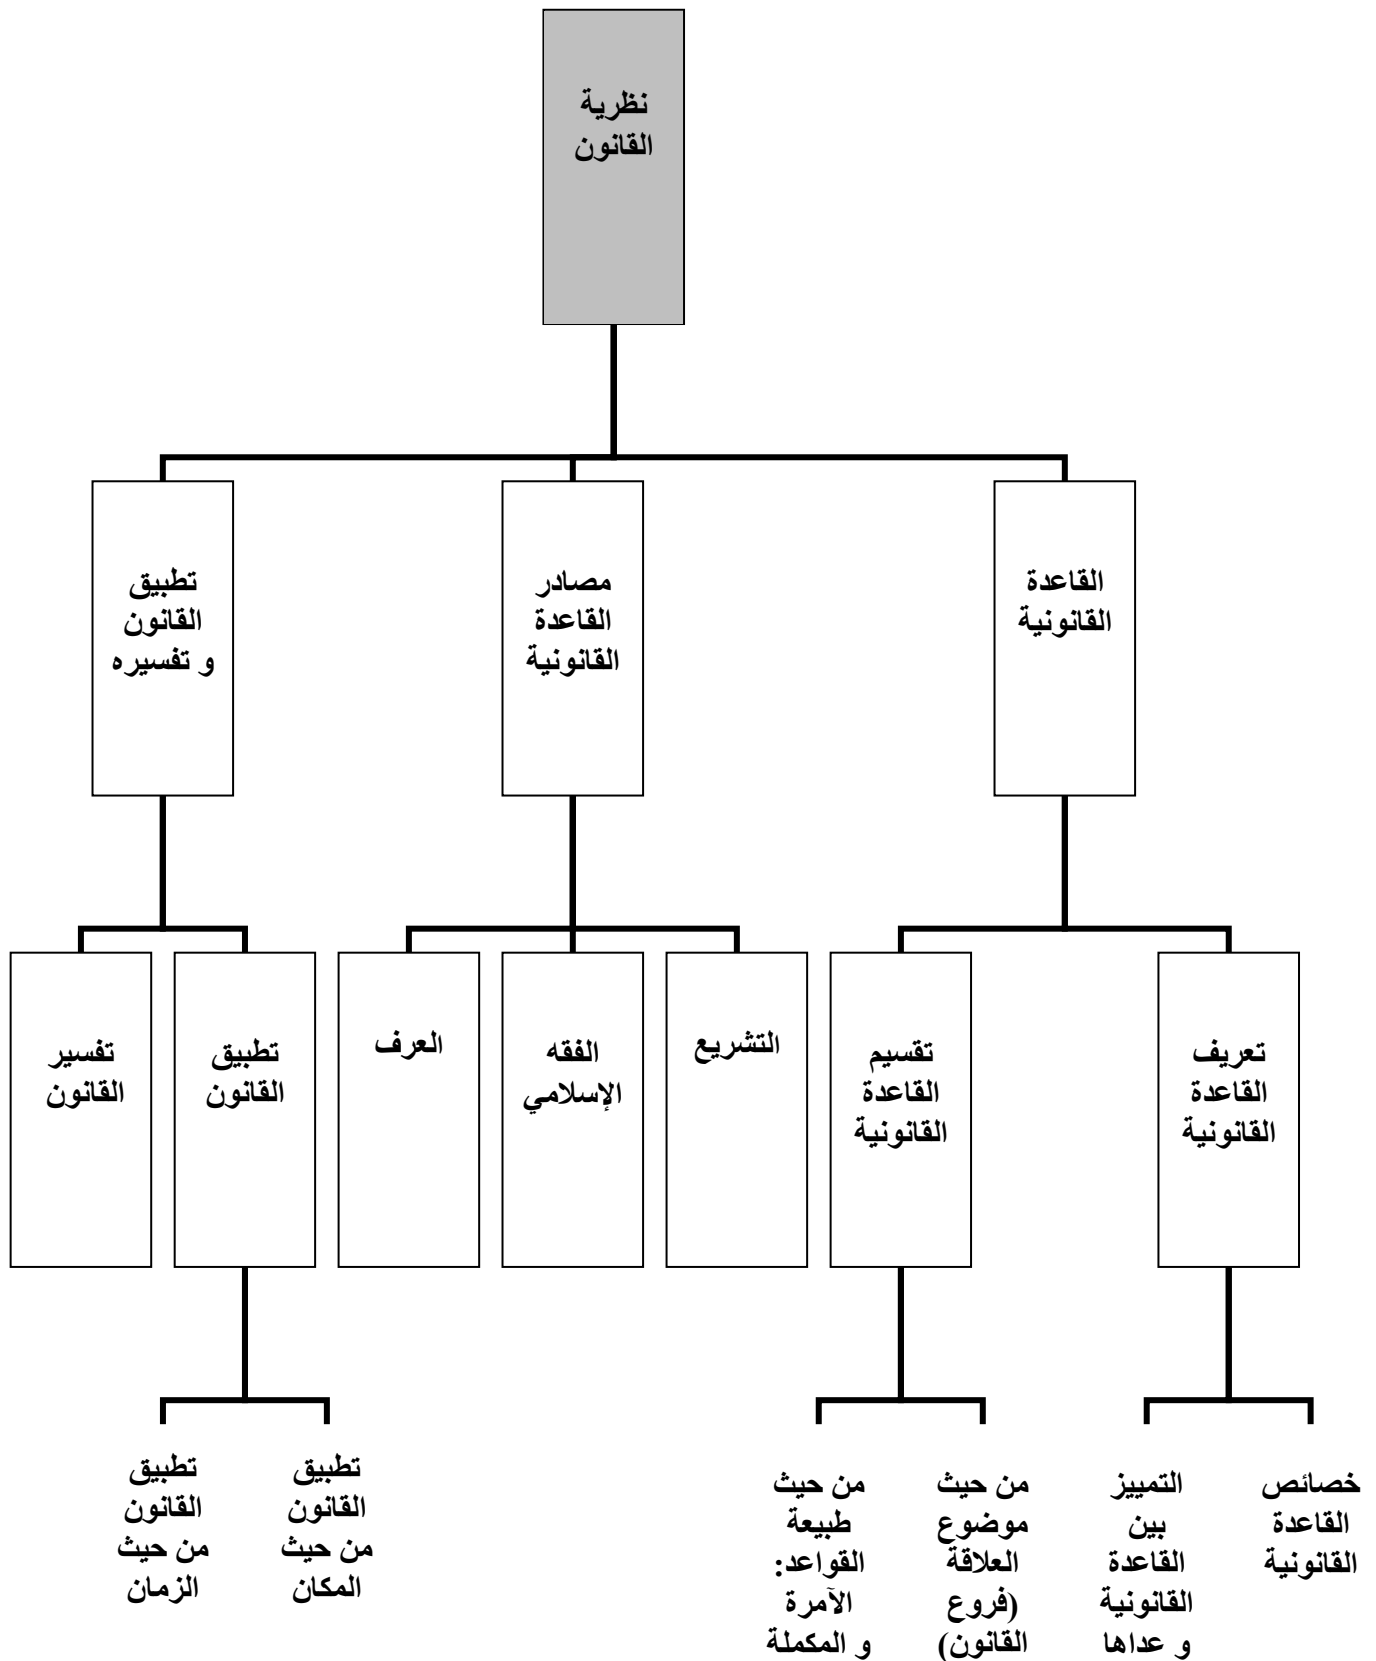 نظرية
القانون
القاعدة
القانونية
مصادر
القاعدة
القانونية
تطبيق
القانون
و تفسيره
تعريف
القاعدة
القانونية
تقسيم
القاعدة
القانونية
التشريع
الفقه
الإسلامي
العرف
تطبيق
القانون
تفسير
القانون
خصائص
القاعدة
القانونية
التمييز
بين
القاعدة
القانونية
و عداها
من حيث
موضوع
العلاقة
(فروع
القانون)
من حيث
طبيعة
القواعد:
الآمرة
و المكملة
تطبيق
القانون
من حيث
المكان
تطبيق
القانون
من حيث
الزمان